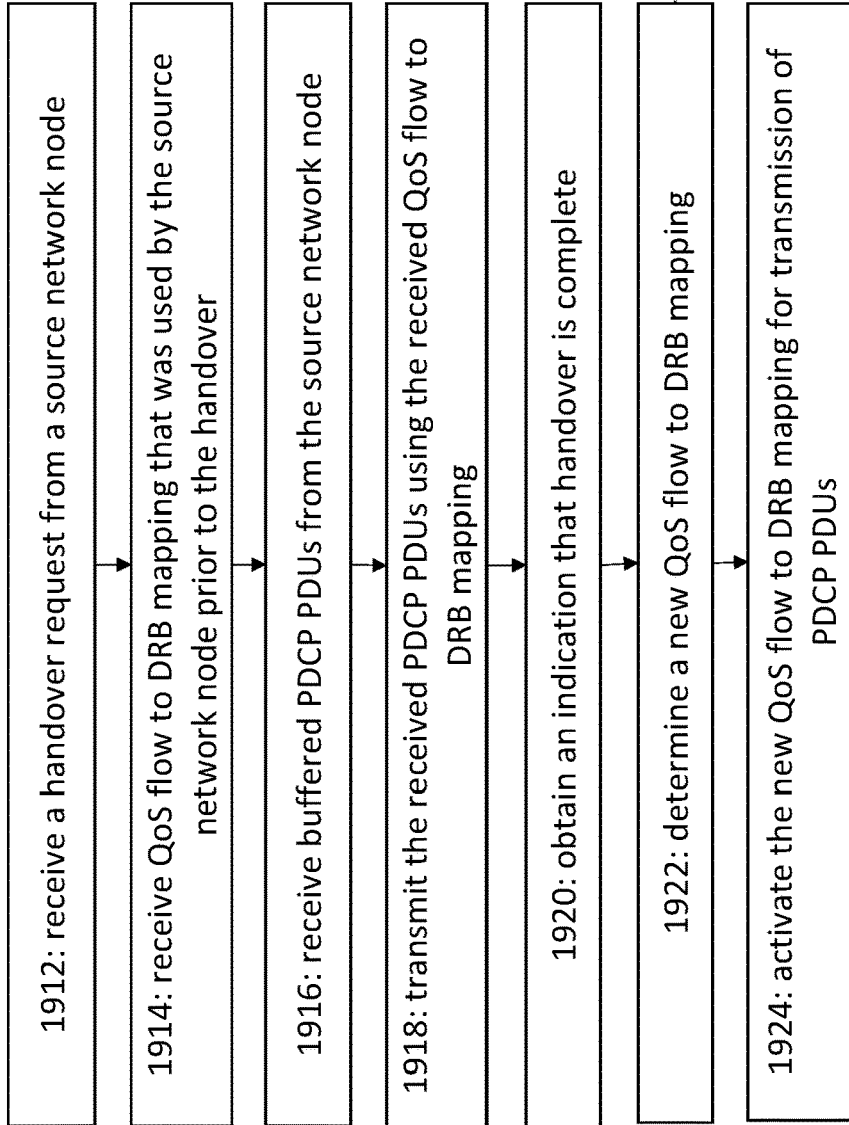 1912: receive a handover request from a source network node
1914: receive QoS flow to DRB mapping that was used by the source
network node prior to the handover
1916: receive buffered PDCP PDUs from the source network node
1918: transmit the received PDCP PDUs using the received QoS flow to
DRB mapping
1920: obtain an indication that handover is complete
1922: determine a new QoS flow to DRB mapping
1924: activate the new QoS flow to DRB mapping for transmission of
PDCP PDUs